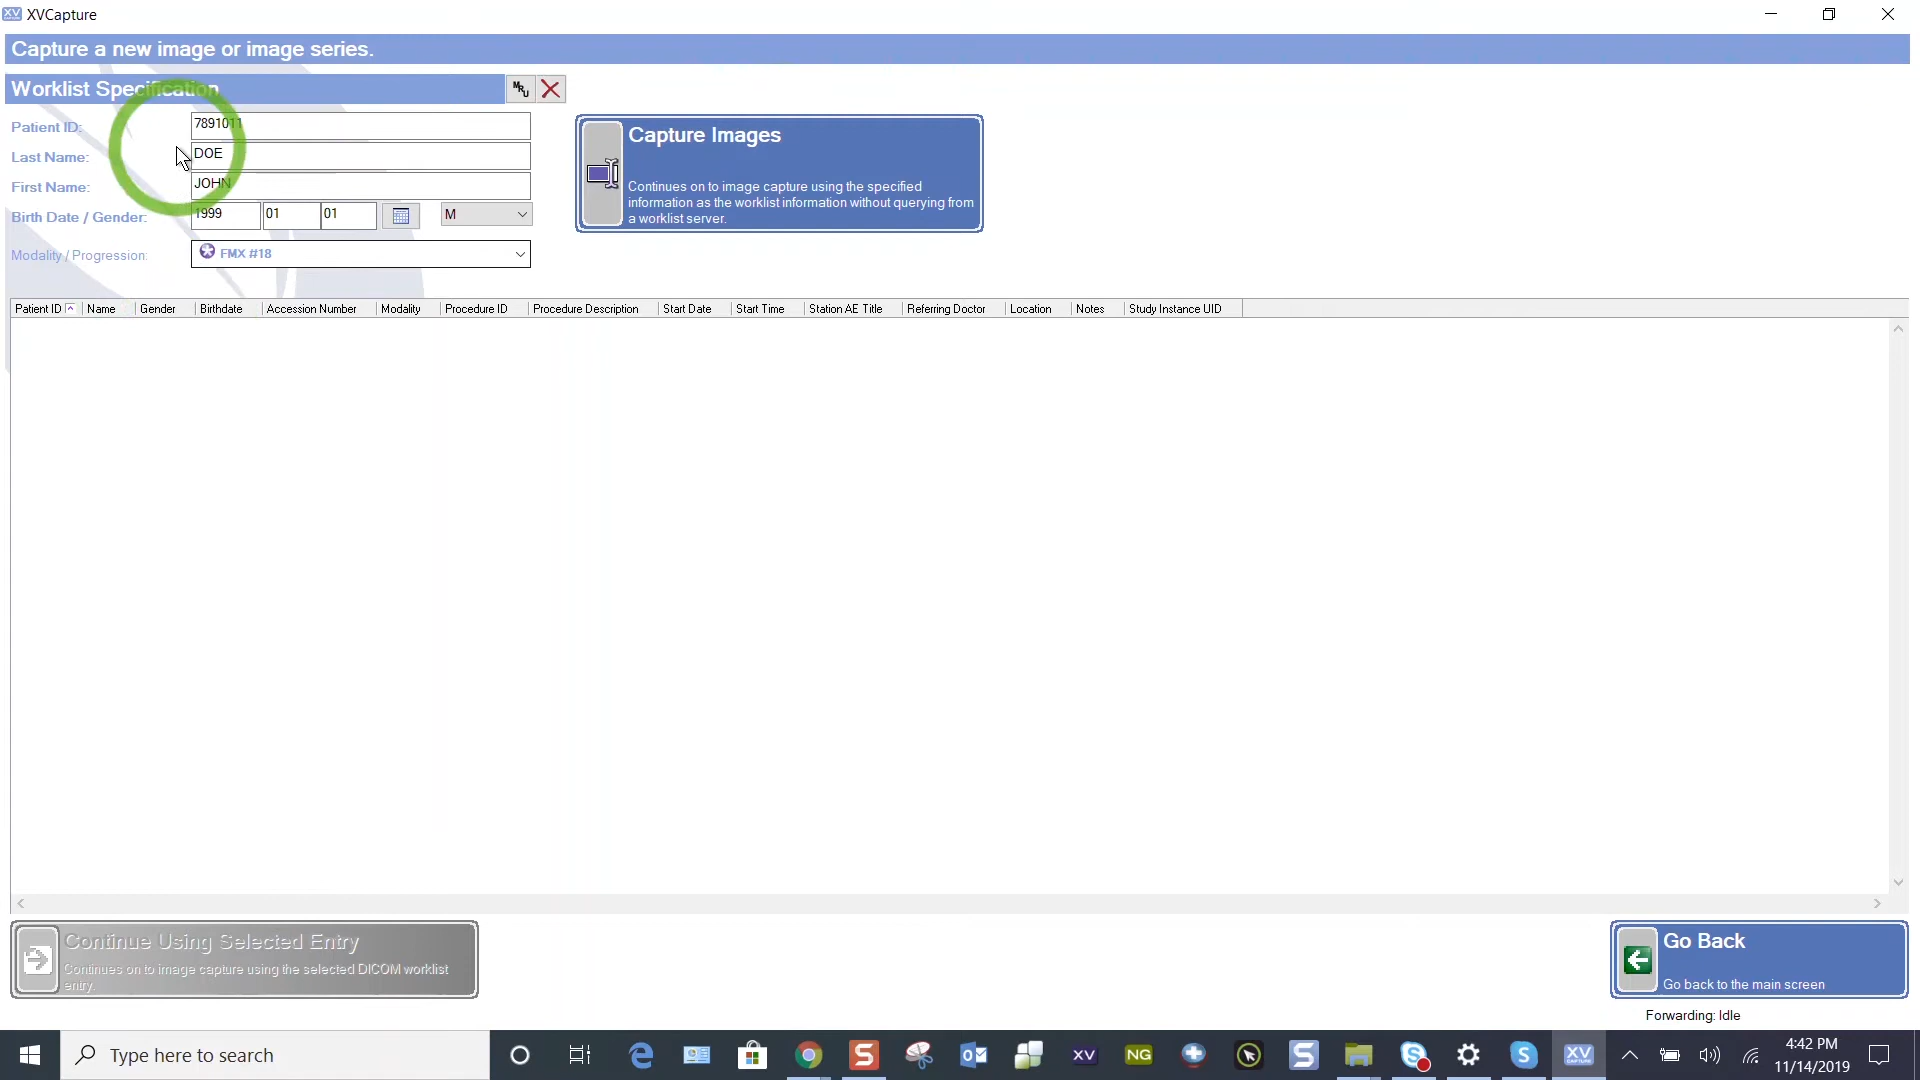 XV XVCapture
Capture a new image or image series.
Worklist Specification
MRU
Patient ID:
7891011
Last Name:
DOE
First Name:
JOHN
Birth Date / Gender:
1999 01 01
M
Modality / Progression:
FMX #18
Capture Images
Continues on to image capture using the specified
information as the worklist information without querying from
a worklist server.
Patient ID Name Gender Birthdate Accession Number Modality Procedure ID Procedure Description Start Date Start Time Station AE Title Referring Doctor Location Notes Study Instance UID
Continue Using Selected Entry
Continues on to image capture using the selected DICOM worklist
entry.
Go Back
Go back to the main screen
Forwarding: Idle
Type here to search
XV
NG
XV
CAPTURE
4:42 PM
11/14/2019